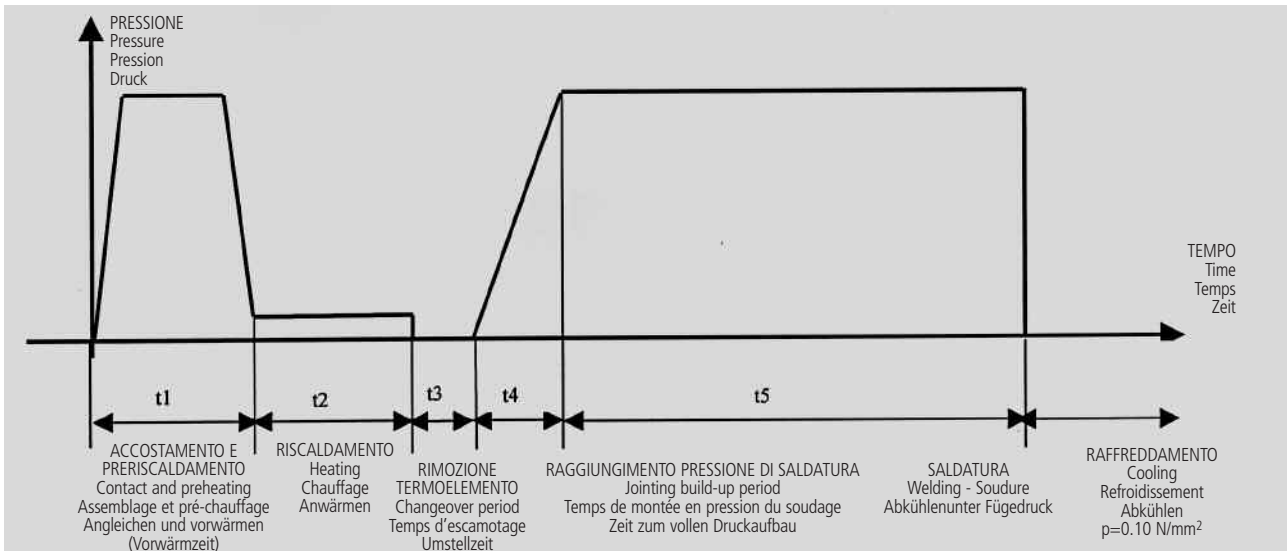 PRESSIONE
Pressure
Pression
Druck
TEMPO
Time
Temps
Zeit
t1
t2
t3
t4
t5
ACCOSTAMENTO E
PRERISCALDAMENTO
Contact and preheating
Assemblage et pré-chauffage
Angleichen und vorwärmen
(Vorwärmzeit)
RISCALDAMENTO
Heating
Chauffage
Anwärmen
RIMOZIONE
TERMOELEMENTO
Changeover period
Temps d'escamotage
Umstellzeit
RAGGIUNGIMENTO PRESSIONE DI SALDATURA
Jointing build-up period
Temps de montée en pression du soudage
Zeit zum vollen Druckaufbau
SALDATURA
Welding - Soudure
Abkühlenunter Fügedruck
RAFFREDDAMENTO
Cooling
Refroidissement
Abkühlen
p=0.10 N/mm²